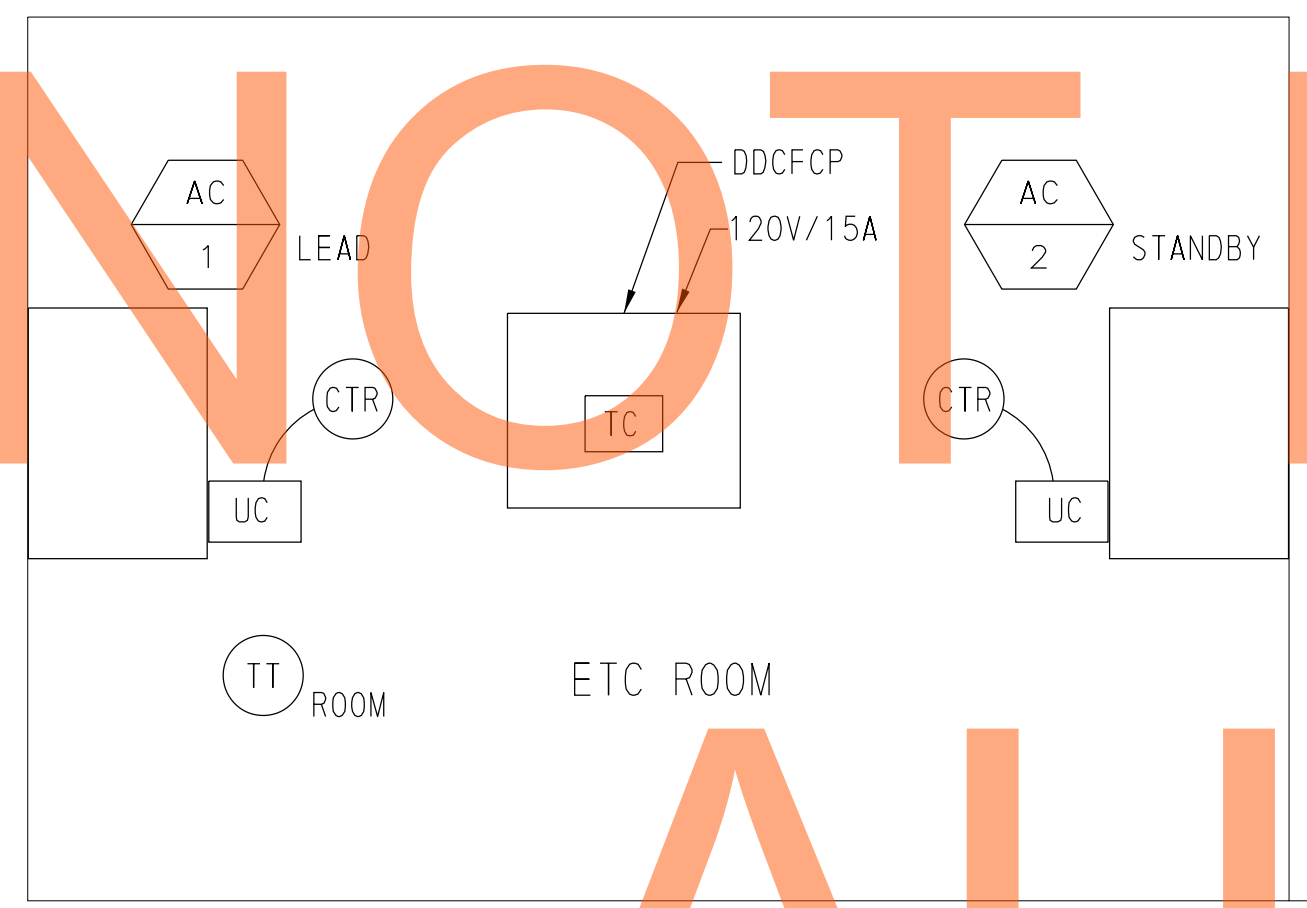 NOT
DDCFCP
120V/15A
AC
1
LEAD
AC
2
STANDBY
CTR
TC
CTR
UC
UC
TT
ROOM
ETC ROOM